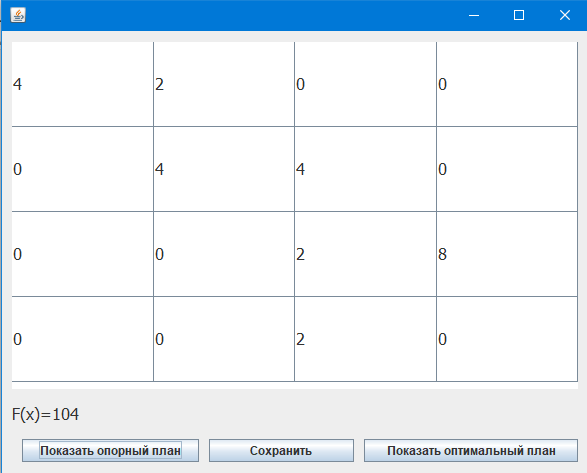 4 2 0 0
0 4 4 0
0 0 2 8
0 0 2 0
F(x)=104
Показать опорный план Сохранить Показать оптимальный план